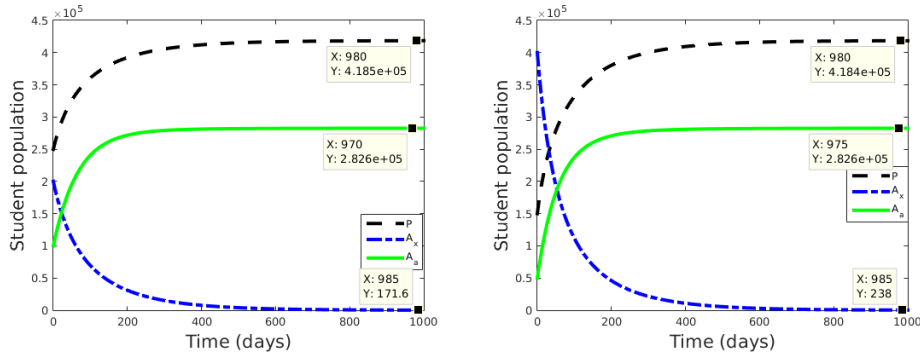 ×10^5
4.5
4
3.5
3
2.5
2
1.5
1
0.5
0
Student population
0
200
400
600
800
1000
Time (days)
X: 980
Y: 4.185e+05
X: 970
Y: 2.826e+05
P
A_x
A_a
X: 985
Y: 171.6
×10^5
4.5
4
3.5
3
2.5
2
1.5
1
0.5
0
Student population
0
200
400
600
800
1000
Time (days)
X: 980
Y: 4.184e+05
X: 975
Y: 2.826e+05
P
A_x
A_a
X: 985
Y: 238